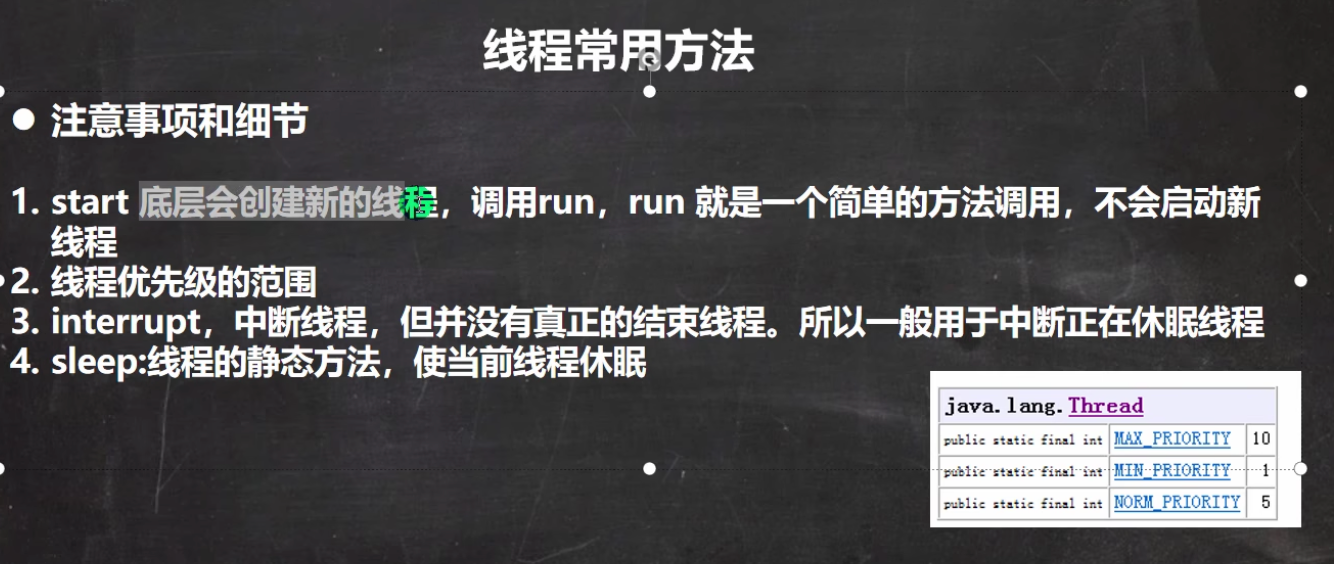 线程常用方法
● 注意事项和细节
1. start 底层会创建新的线程，调用run，run 就是一个简单的方法调用，不会启动新
线程
2. 线程优先级的范围
3. interrupt，中断线程，但并没有真正的结束线程。所以一般用于中断正在休眠线程
4. sleep:线程的静态方法，使当前线程休眠
java.lang.Thread
public static final int MAX_PRIORITY 10
public static final int MIN_PRIORITY 1
public static final int NORM_PRIORITY 5